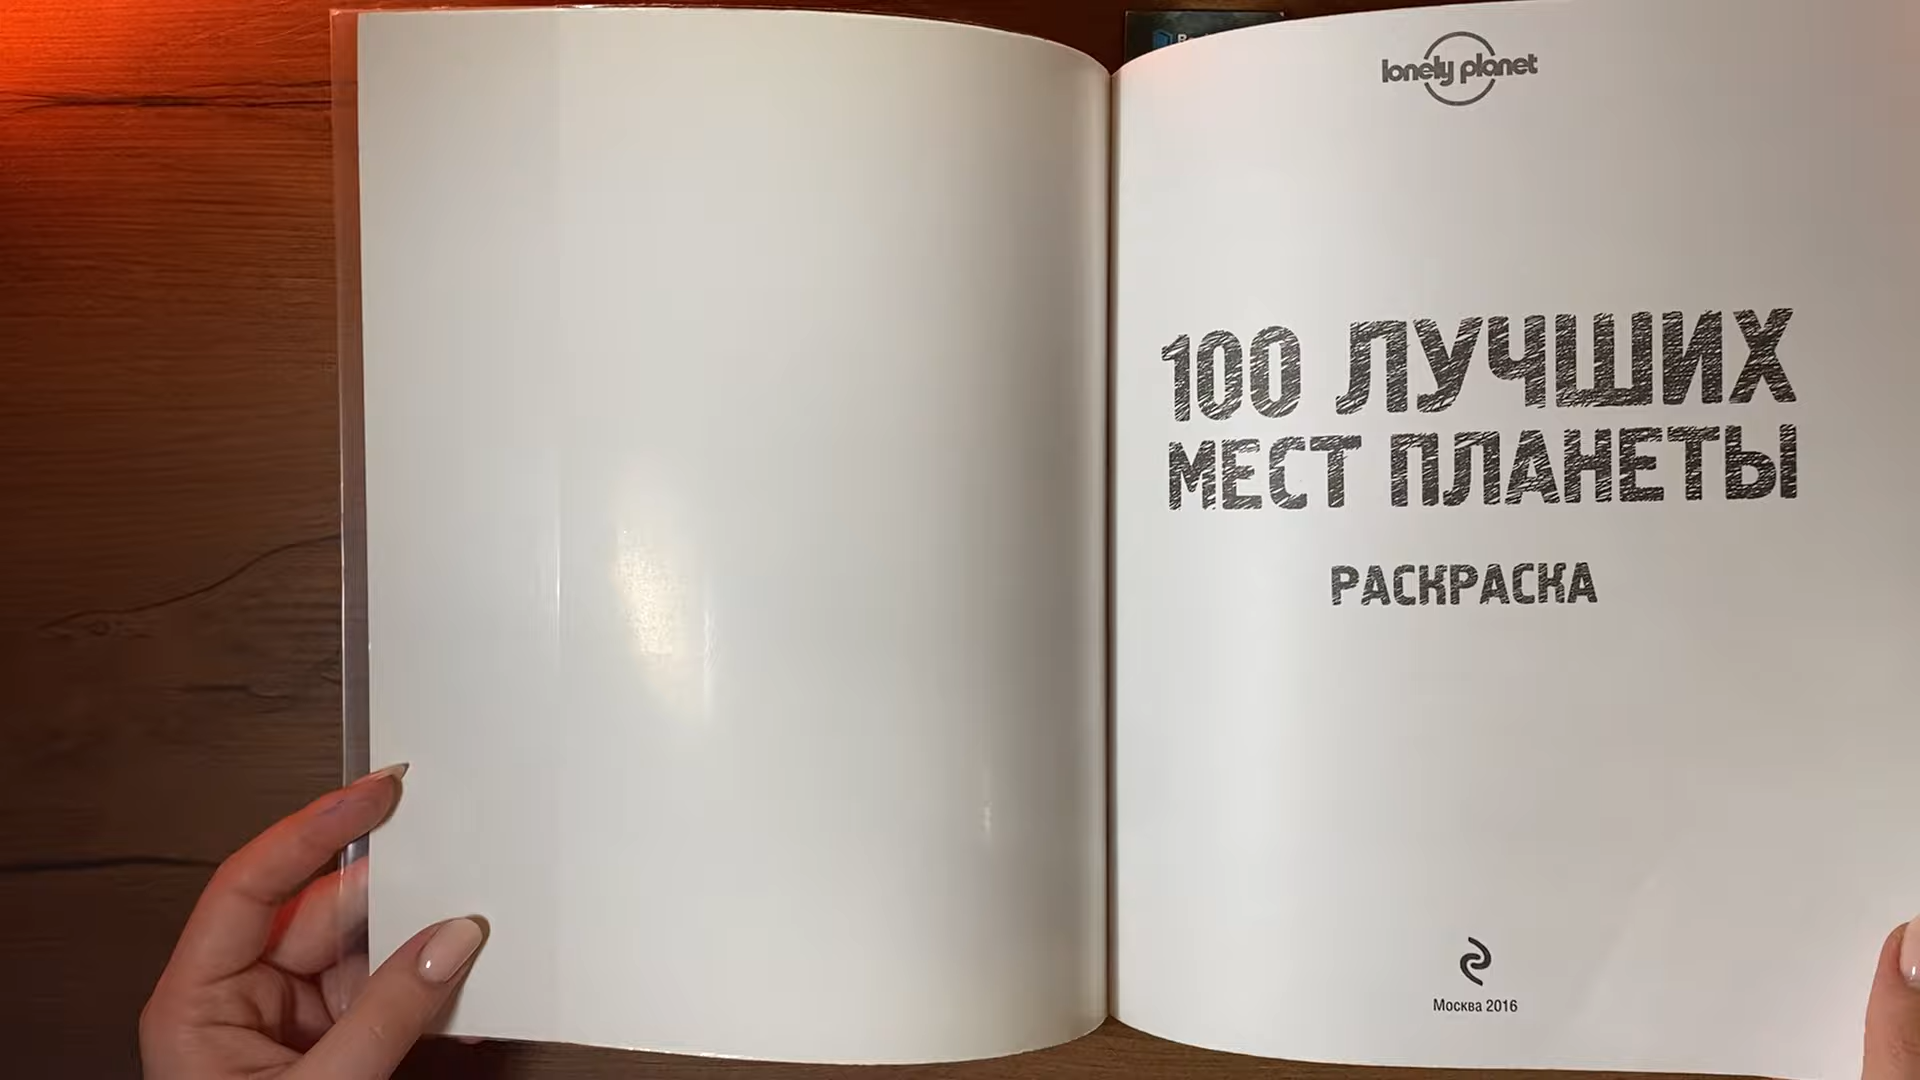 lonely planet
100 ЛУЧШИХ
МЕСТ ПЛАНЕТЫ
РАСКРАСКА
Москва 2016